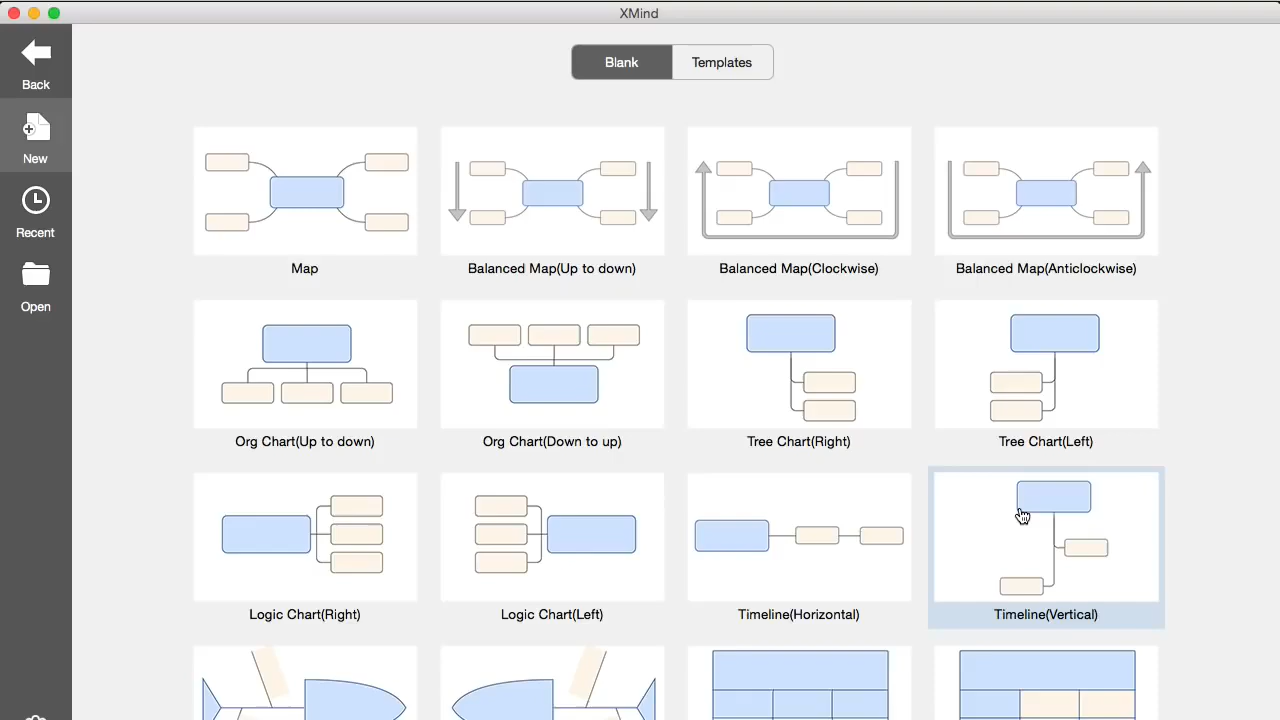 XMind
Back
New
Recent
Open
Blank
Templates
Map
Balanced Map(Up to down)
Balanced Map(Clockwise)
Balanced Map(Anticlockwise)
Org Chart(Up to down)
Org Chart(Down to up)
Tree Chart(Right)
Tree Chart(Left)
Logic Chart(Right)
Logic Chart(Left)
Timeline(Horizontal)
Timeline(Vertical)